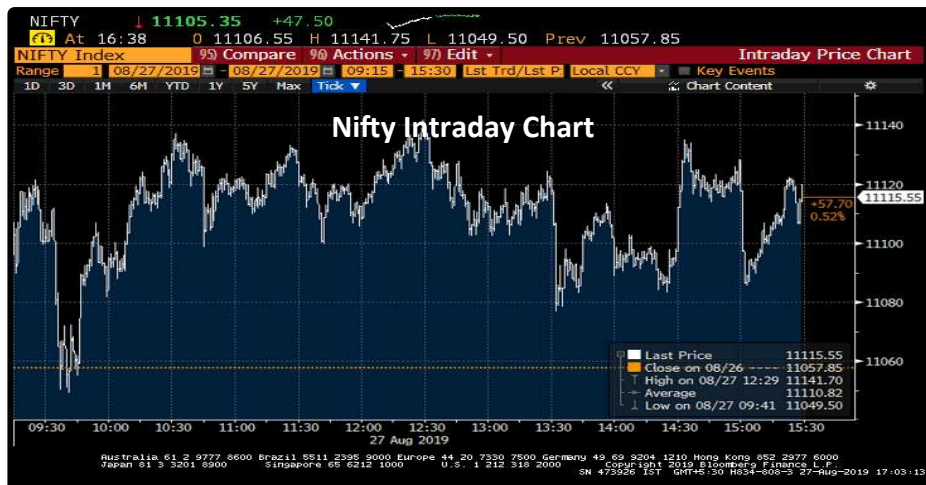 NIFTY ↓ 11105.35 +47.50
At 16:38 O 11106.55 H 11141.75 L 11049.50 Prev 11057.85
NIFTY Index 95) Compare 96) Actions 97) Edit Intraday Price Chart
Range 1 08/27/2019 - 08/27/2019 09:15 - 15:30 Lst Trd/Lst P Local CCY Key Events
1D 3D 1M 6M YTD 1Y 5Y Max Tick ▼ « Chart Content
Nifty Intraday Chart
11140
11120
11115.55
+57.70
0.52%
11100
11080
11060
Last Price 11115.55
Close on 08/26 ---- 11057.85
High on 08/27 12:29 11141.70
Average 11110.82
Low on 08/27 09:41 11049.50
09:30 10:00 10:30 11:00 11:30 12:00 12:30 13:00 13:30 14:00 14:30 15:00 15:30
27 Aug 2019
Australia 61 2 9777 8600 Brazil 5511 2395 9000 Europe 44 20 7330 7500 Germany 49 69 9204 1210 Hong Kong 852 2977 6000
Japan 81 3 3201 8900 Singapore 65 6212 1000 U.S. 1 212 318 2000 Copyright 2019 Bloomberg Finance L.P.
SN 473926 IST GMT+5:30 H834-808-3 27-Aug-2019 17:03:13